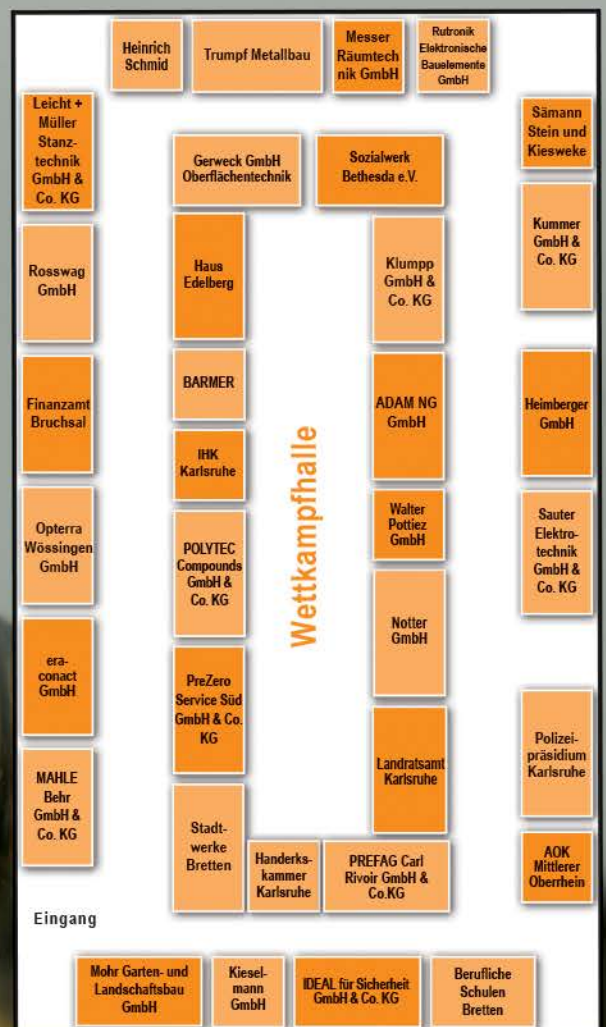 Heinrich
Schmid
Trumpf Metallbau
Messer
Räumtech
nik GmbH
Rutronik
Elektronische
Bauelemente
GmbH
Leicht +
Müller
Stanz-
technik
GmbH &
Co. KG
Gerweck GmbH
Oberflächentechnik
Sozialwerk
Bethesda e.V.
Sämann
Stein und
Kiesweke
Rosswag
GmbH
Haus
Edelberg
Klumpp
GmbH &
Co. KG
Kummer
GmbH &
Co. KG
Finanzamt
Bruchsal
BARMER
IHK
Karlsruhe
Wettkampfhalle
ADAM NG
GmbH
Heimberger
GmbH
Opterra
Wössingen
GmbH
POLYTEC
Compounds
GmbH &
Co. KG
Walter
Pottiez
GmbH
Sauter
Elektro-
technik
GmbH &
Co. KG
era-
conact
GmbH
PreZero
Service Süd
GmbH & Co.
KG
Notter
GmbH
Landratsamt
Karlsruhe
Polizei-
präsidium
Karlsruhe
MAHLE
Behr
GmbH &
Co. KG
Stadt-
werke
Bretten
Handerks-
kammer
Karlsruhe
PREFAG Carl
Rivoir GmbH &
Co.KG
AOK
Mittlerer
Oberrhein
Eingang
Mohr Garten- und
Landschaftsbau
GmbH
Kiesel-
mann
GmbH
IDEAL für Sicherheit
GmbH & Co. KG
Berufliche
Schulen
Bretten